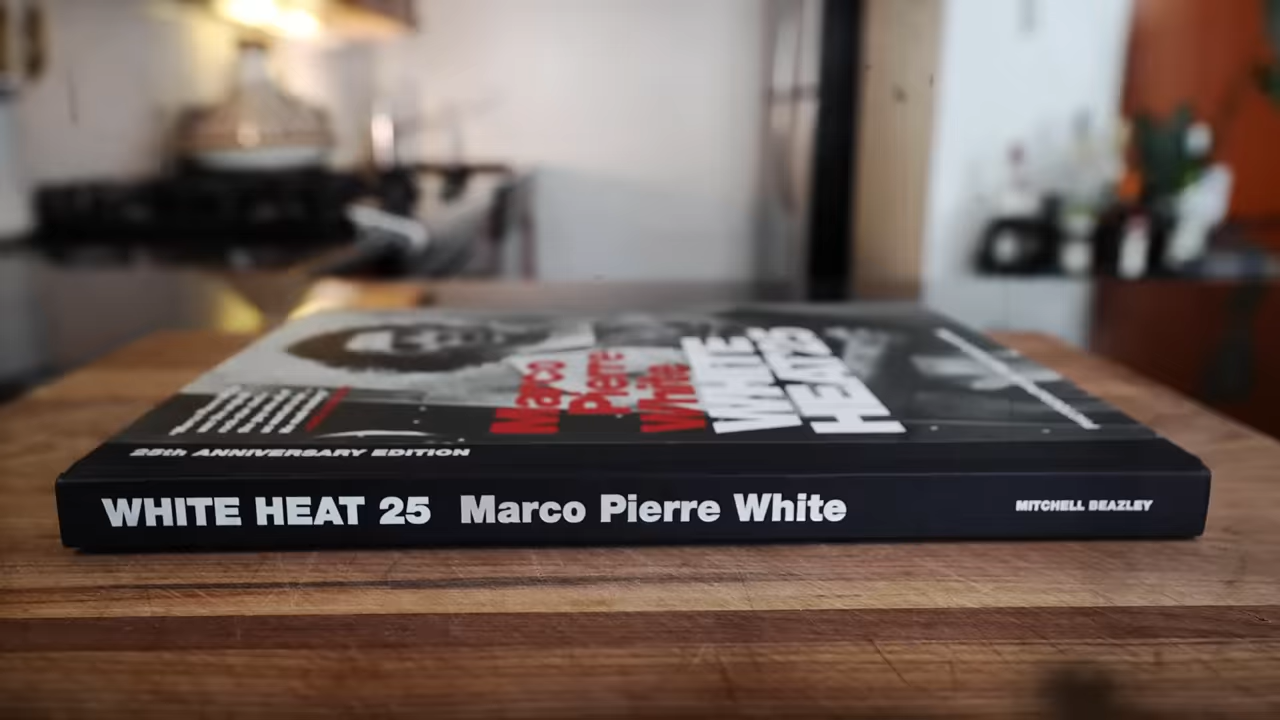 Marco
Pierre
White
WHITE
HEAT 25
25th ANNIVERSARY EDITION
WHITE HEAT 25 Marco Pierre White MITCHELL BEAZLEY